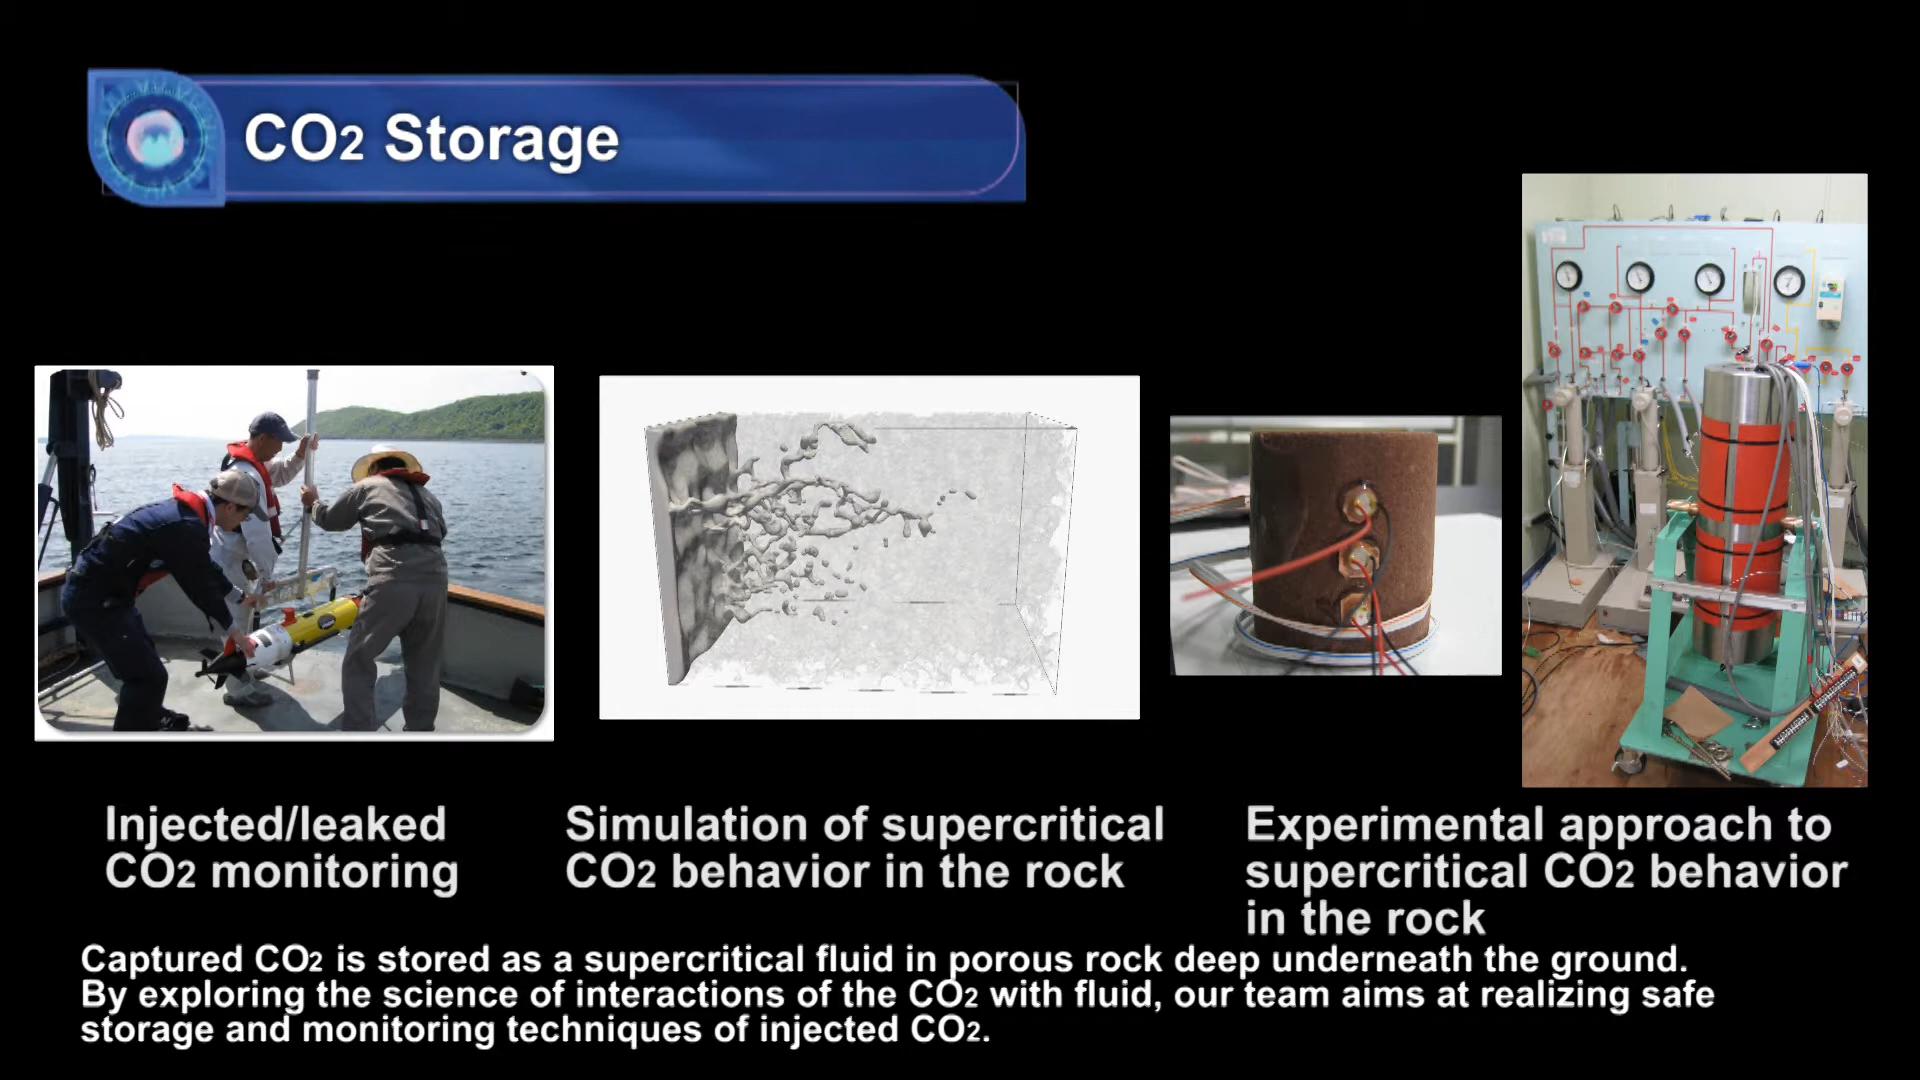 CO2 Storage
Injected/leaked
CO2 monitoring
Simulation of supercritical
CO2 behavior in the rock
Experimental approach to
supercritical CO2 behavior
in the rock
Captured CO2 is stored as a supercritical fluid in porous rock deep underneath the ground.
By exploring the science of interactions of the CO2 with fluid, our team aims at realizing safe
storage and monitoring techniques of injected CO2.